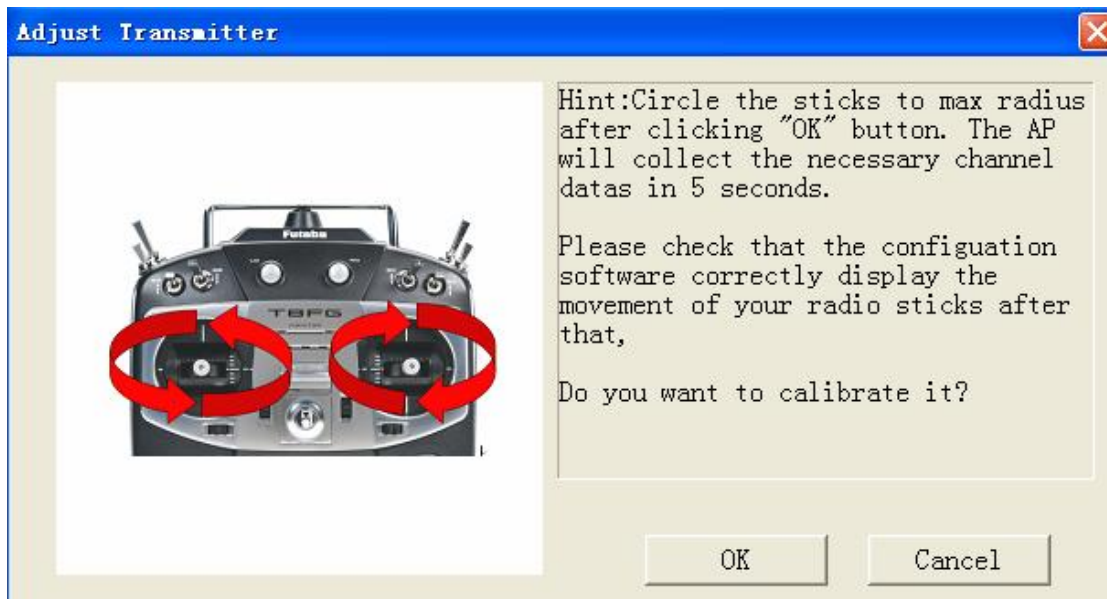 Adjust Transmitter
Hint:Circle the sticks to max radius
after clicking "OK" button. The AP
will collect the necessary channel
datas in 5 seconds.
Please check that the configuation
software correctly display the
movement of your radio sticks after
that,
Do you want to calibrate it?
Futaba
T8FG
OK
Cancel